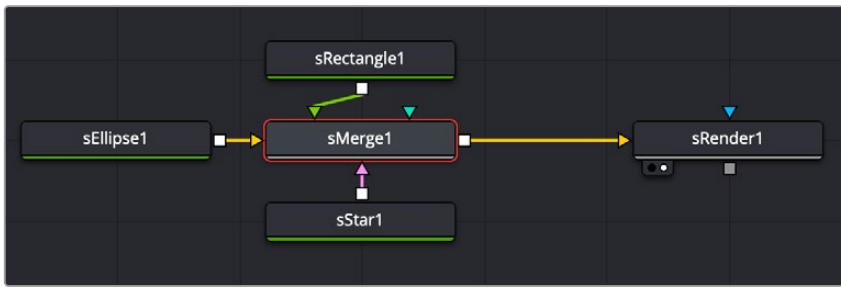 sRectangle1
sEllipse1
sMerge1
sRender1
sStar1